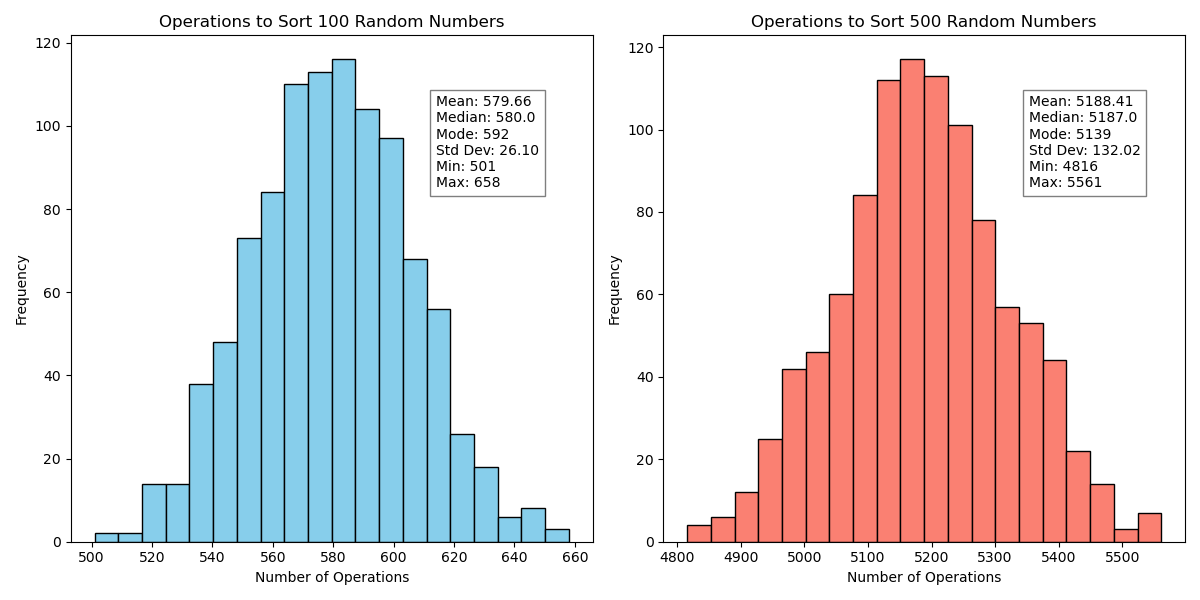 Operations to Sort 100 Random Numbers
120
100
80
60
40
20
0
Frequency
Mean: 579.66
Median: 580.0
Mode: 592
Std Dev: 26.10
Min: 501
Max: 658
500 520 540 560 580 600 620 640 660
Number of Operations
Operations to Sort 500 Random Numbers
120
100
80
60
40
20
0
Frequency
Mean: 5188.41
Median: 5187.0
Mode: 5139
Std Dev: 132.02
Min: 4816
Max: 5561
4800 4900 5000 5100 5200 5300 5400 5500
Number of Operations